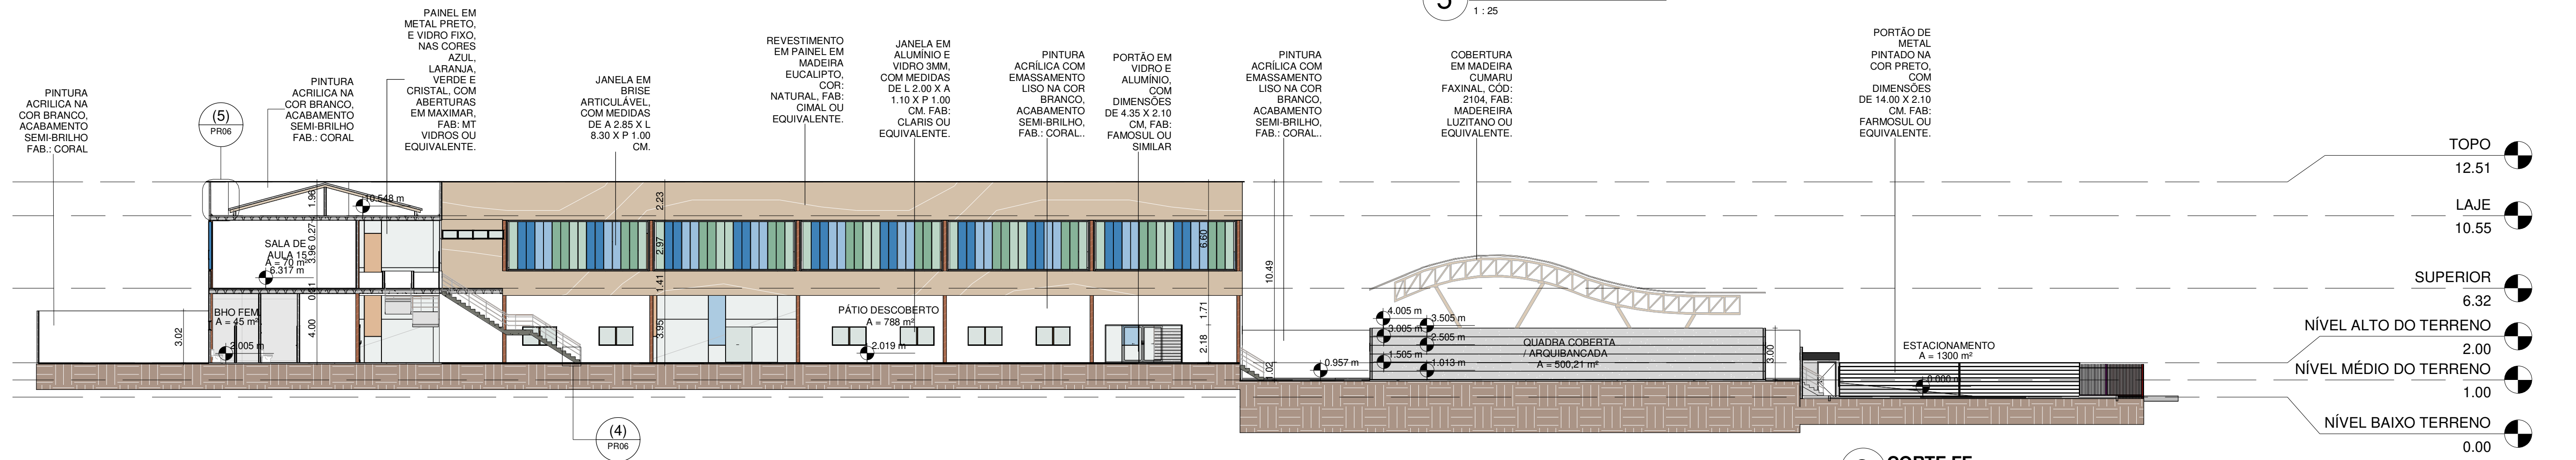 5
1 : 25
PINTURA
ACRILICA NA
COR BRANCO,
ACABAMENTO
SEMI-BRILHO
FAB.: CORAL
(5)
PR06
PINTURA
ACRILICA NA
COR BRANCO,
ACABAMENTO
SEMI-BRILHO
FAB.: CORAL
PAINEL EM
METAL PRETO,
E VIDRO FIXO,
NAS CORES
AZUL,
LARANJA,
VERDE E
CRISTAL, COM
ABERTURAS
EM MAXIMAR,
FAB: MT
VIDROS OU
EQUIVALENTE.
JANELA EM
BRISE
ARTICULÁVEL,
COM MEDIDAS
DE A 2.85 X L
8.30 X P 1.00
CM.
REVESTIMENTO
EM PAINEL EM
MADEIRA
EUCALIPTO,
COR:
NATURAL, FAB:
CIMAL OU
EQUIVALENTE.
JANELA EM
ALUMÍNIO E
VIDRO 3MM,
COM MEDIDAS
DE L 2.00 X A
1.10 X P 1.00
CM. FAB:
CLARIS OU
EQUIVALENTE.
PINTURA
ACRÍLICA COM
EMASSAMENTO
LISO NA COR
BRANCO,
ACABAMENTO
SEMI-BRILHO,
FAB.: CORAL..
PORTÃO EM
VIDRO E
ALUMÍNIO,
COM
DIMENSÕES
DE 4.35 X 2.10
CM, FAB:
FAMOSUL OU
SIMILAR
PINTURA
ACRÍLICA COM
EMASSAMENTO
LISO NA COR
BRANCO,
ACABAMENTO
SEMI-BRILHO,
FAB.: CORAL..
COBERTURA
EM MADEIRA
CUMARU
FAXINAL, CÓD:
2104, FAB:
MADEREIRA
LUZITANO OU
EQUIVALENTE.
PORTÃO DE
METAL
PINTADO NA
COR PRETO,
COM
DIMENSÕES
DE 14.00 X 2.10
CM. FAB:
FARMOSUL OU
EQUIVALENTE.
TOPO
12.51
LAJE
10.55
SUPERIOR
6.32
NÍVEL ALTO DO TERRENO
2.00
NÍVEL MÉDIO DO TERRENO
1.00
NÍVEL BAIXO TERRENO
0.00
1.96
10.548 m
0.27
3.96
SALA DE
AULA 15
A = 70 m²
6.317 m
BHO FEM.
A = 45 m²
2.005 m
3.02
4.00
2.23
2.97
1.41
3.95
PÁTIO DESCOBERTO
A = 788 m²
2.019 m
6.60
1.71
2.18
10.49
0.957 m
4.005 m
3.505 m
3.005 m
2.505 m
1.505 m
1.013 m
QUADRA COBERTA
/ ARQUIBANCADA
A = 500,21 m²
3.00
ESTACIONAMENTO
A = 1300 m²
0.000 m
(4)
PR06